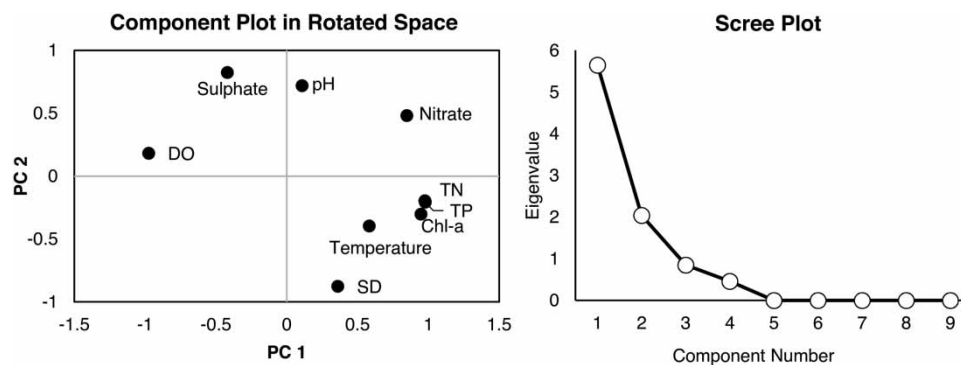 Component Plot in Rotated Space
1
0.5
0
-0.5
-1
PC 2
Sulphate
pH
Nitrate
DO
TN
TP
Chl-a
Temperature
SD
-1.5 -1 -0.5 0 0.5 1 1.5
PC 1
Scree Plot
6
5
4
3
2
1
0
Eigenvalue
1 2 3 4 5 6 7 8 9
Component Number